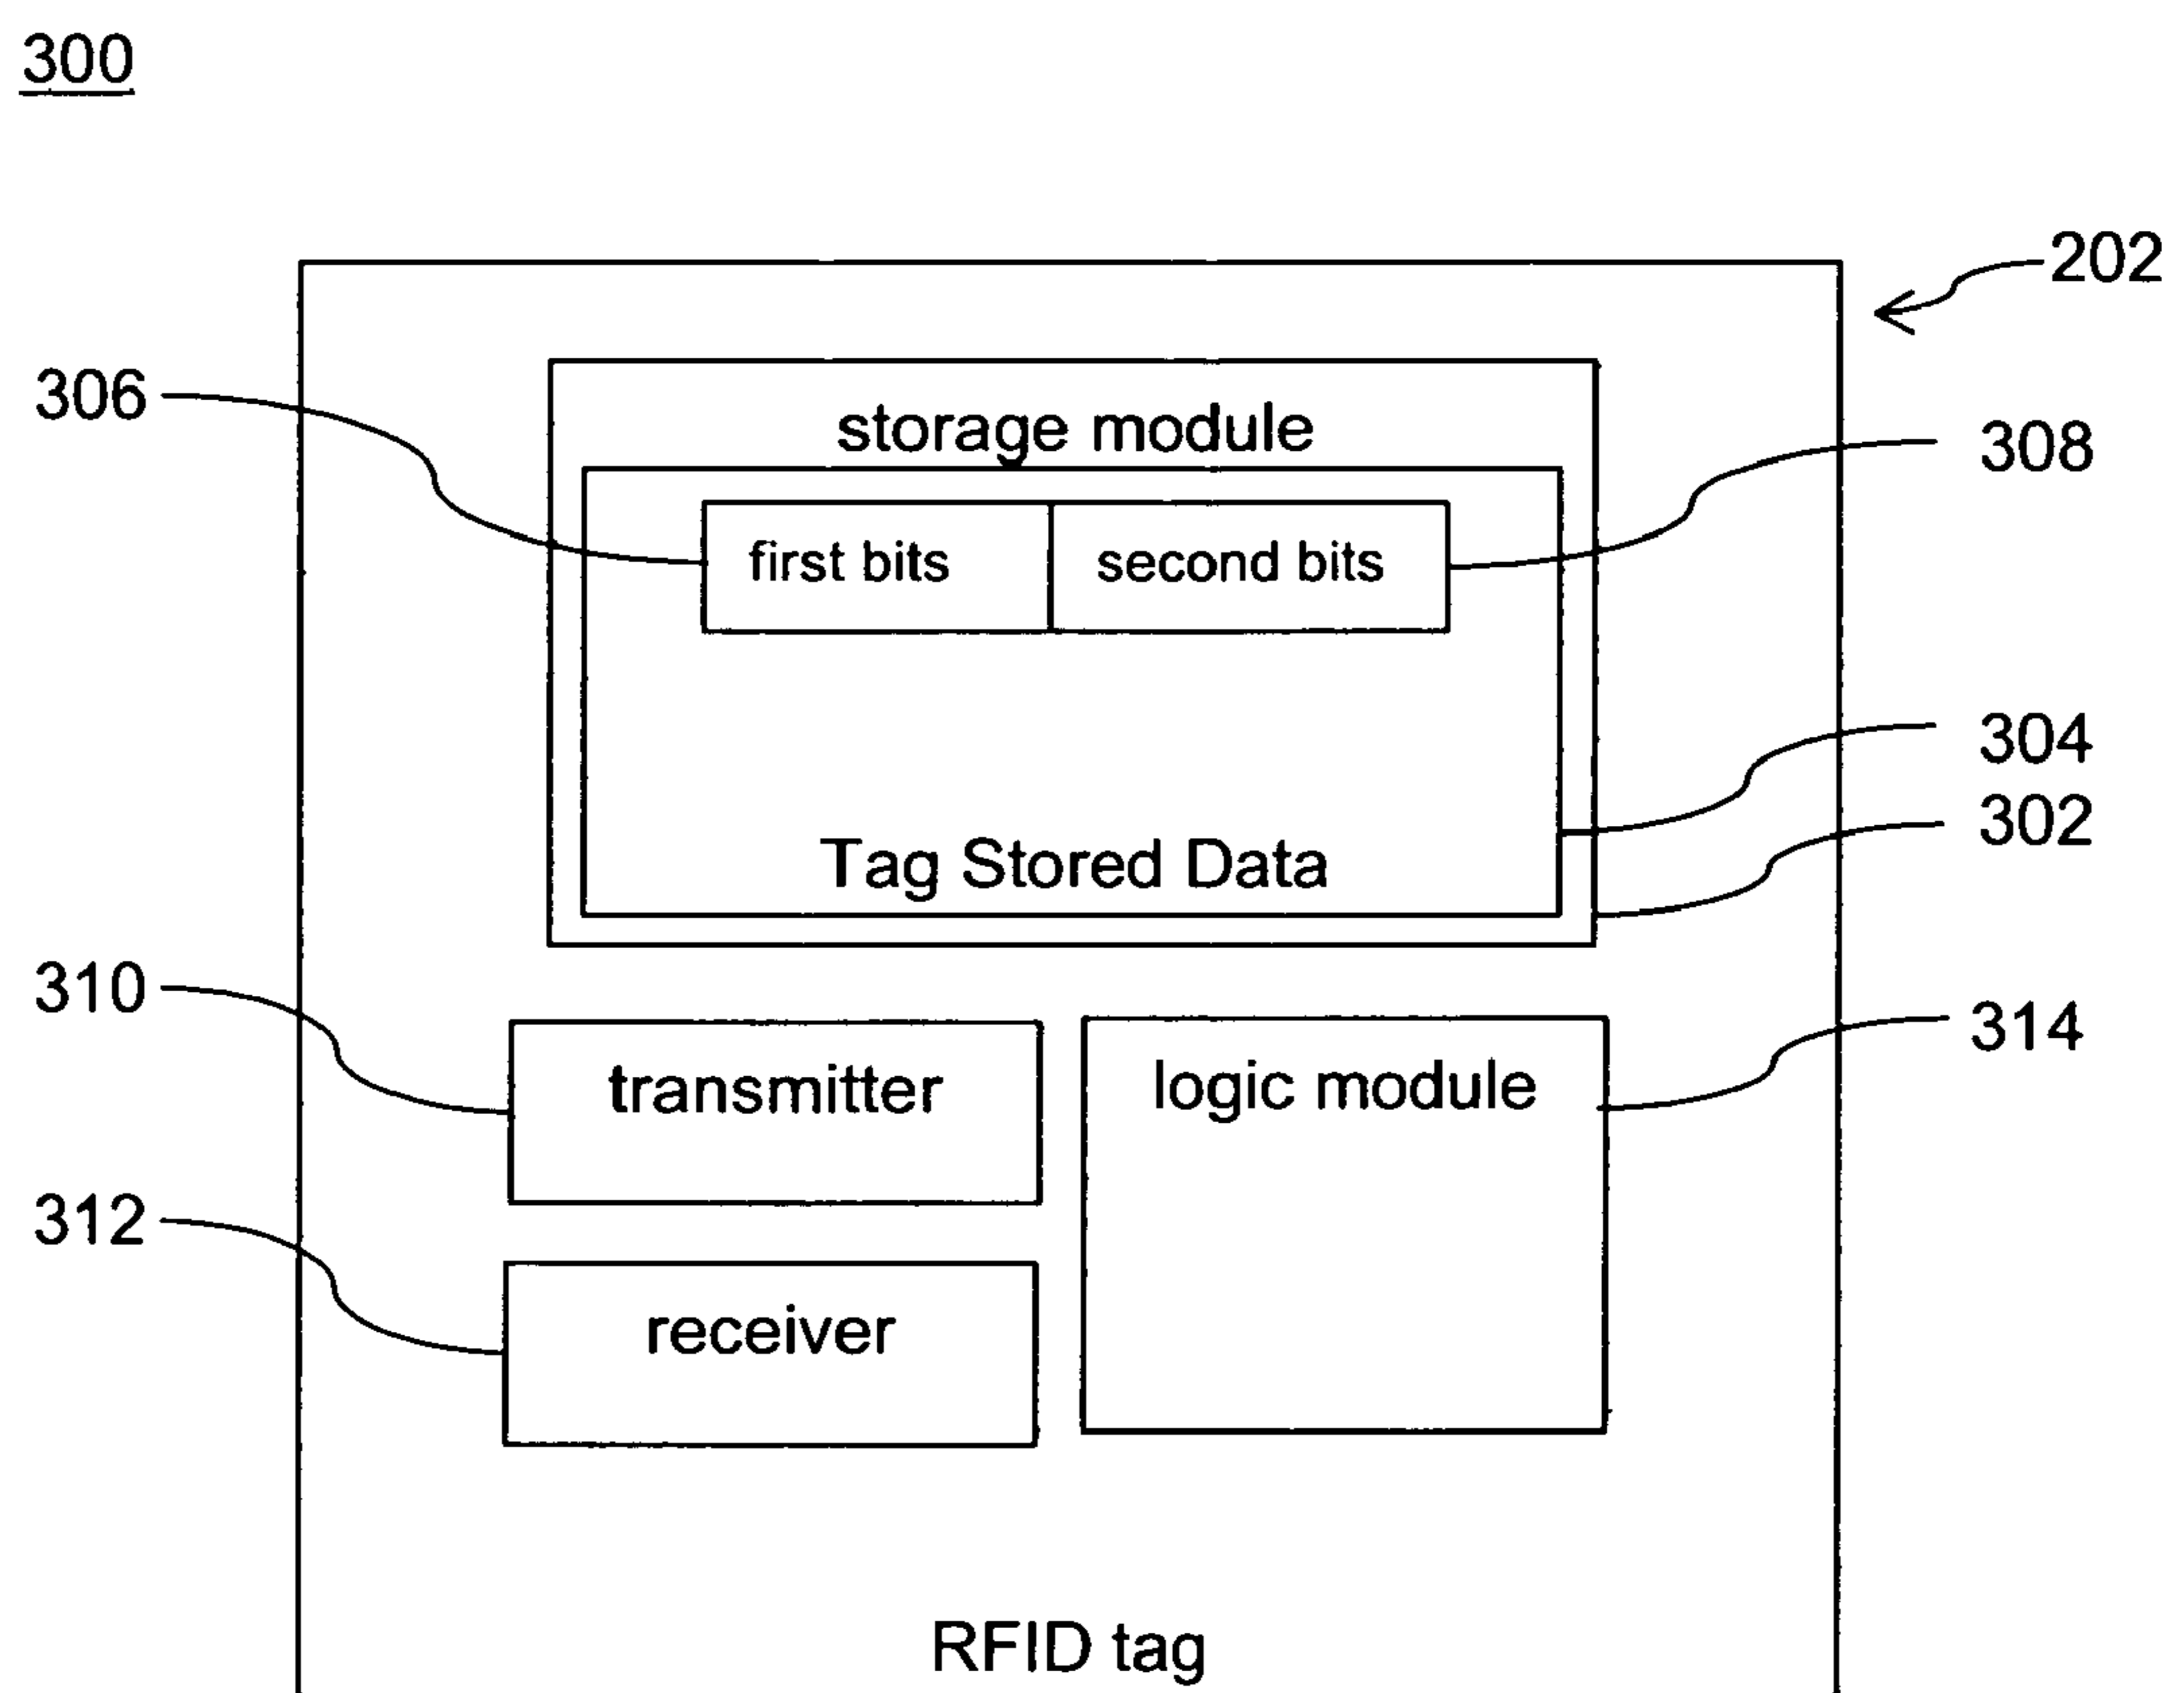 300
202
306
storage module
308
first bits
second bits
304
302
Tag Stored Data
310
314
transmitter
logic module
312
receiver
RFID tag